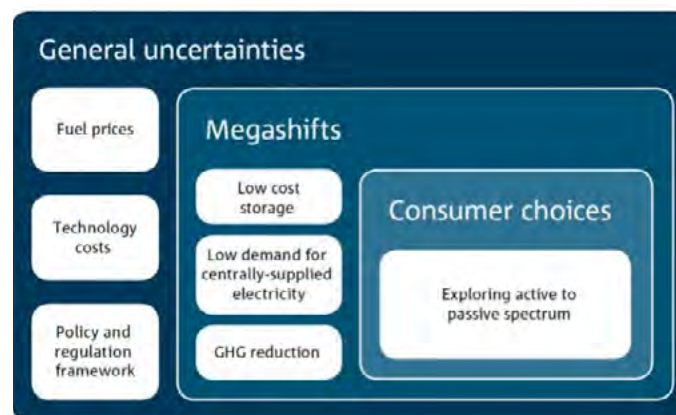 General uncertainties
Fuel prices
Technology
costs
Policy and
regulation
framework
Megashifts
Low cost
storage
Low demand for
centrally-supplied
electricity
GHG reduction
Consumer choices
Exploring active to
passive spectrum